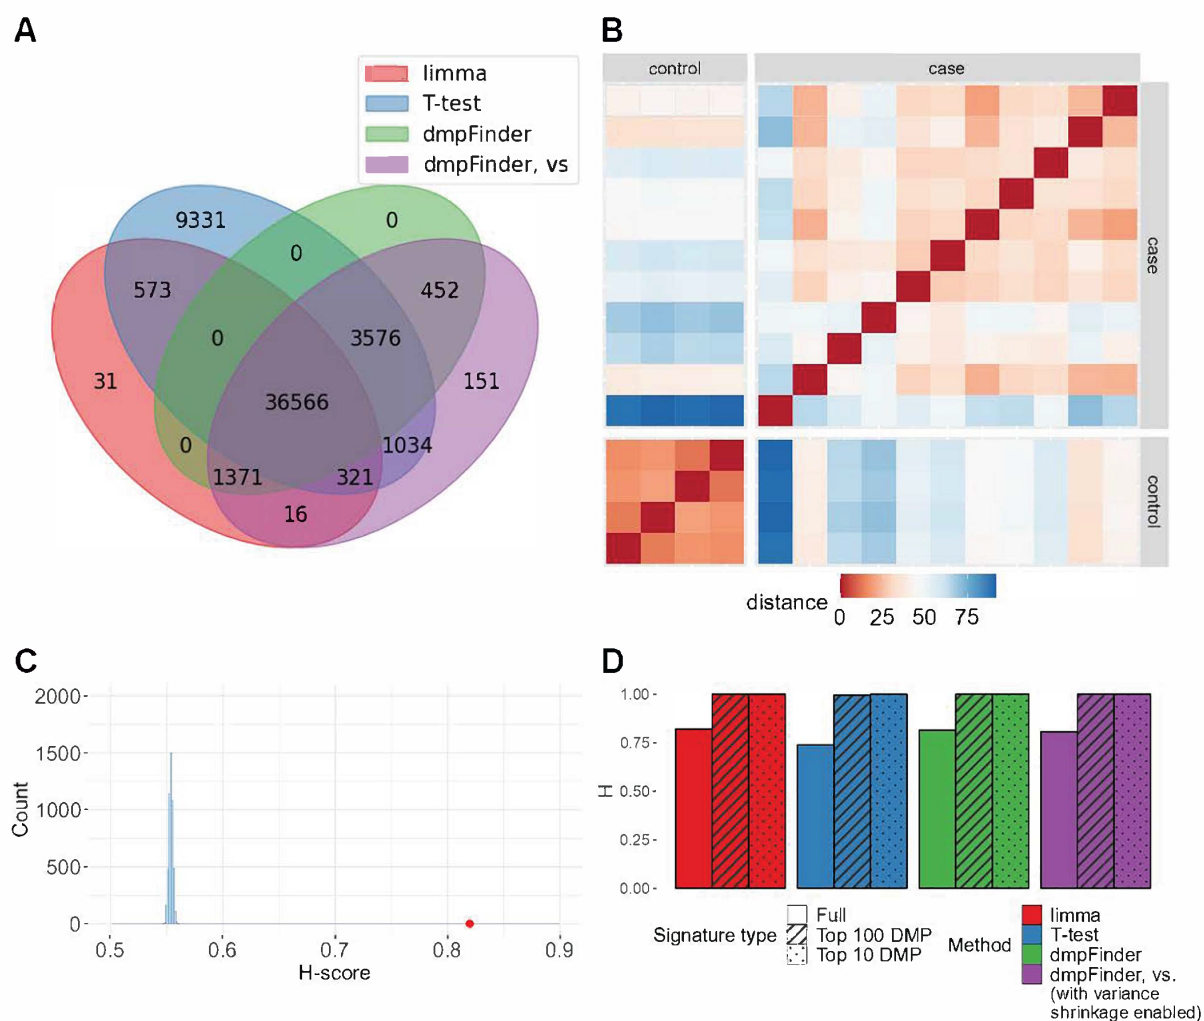 A
limma
T-test
dmpFinder
dmpFinder, vs
9331
0
0
573
452
0
3576
31
151
36566
0
1034
1371
321
16
B
control
case
case
control
distance
0 25 50 75
C
2000
1500
1000
500
0
Count
0.5 0.6 0.7 0.8 0.9
H-score
D
1.00
0.75
0.50
0.25
0.00
H
Signature type
Full
Top 100 DMP
Top 10 DMP
Method
limma
T-test
dmpFinder
dmpFinder, vs.
(with variance
shrinkage enabled)